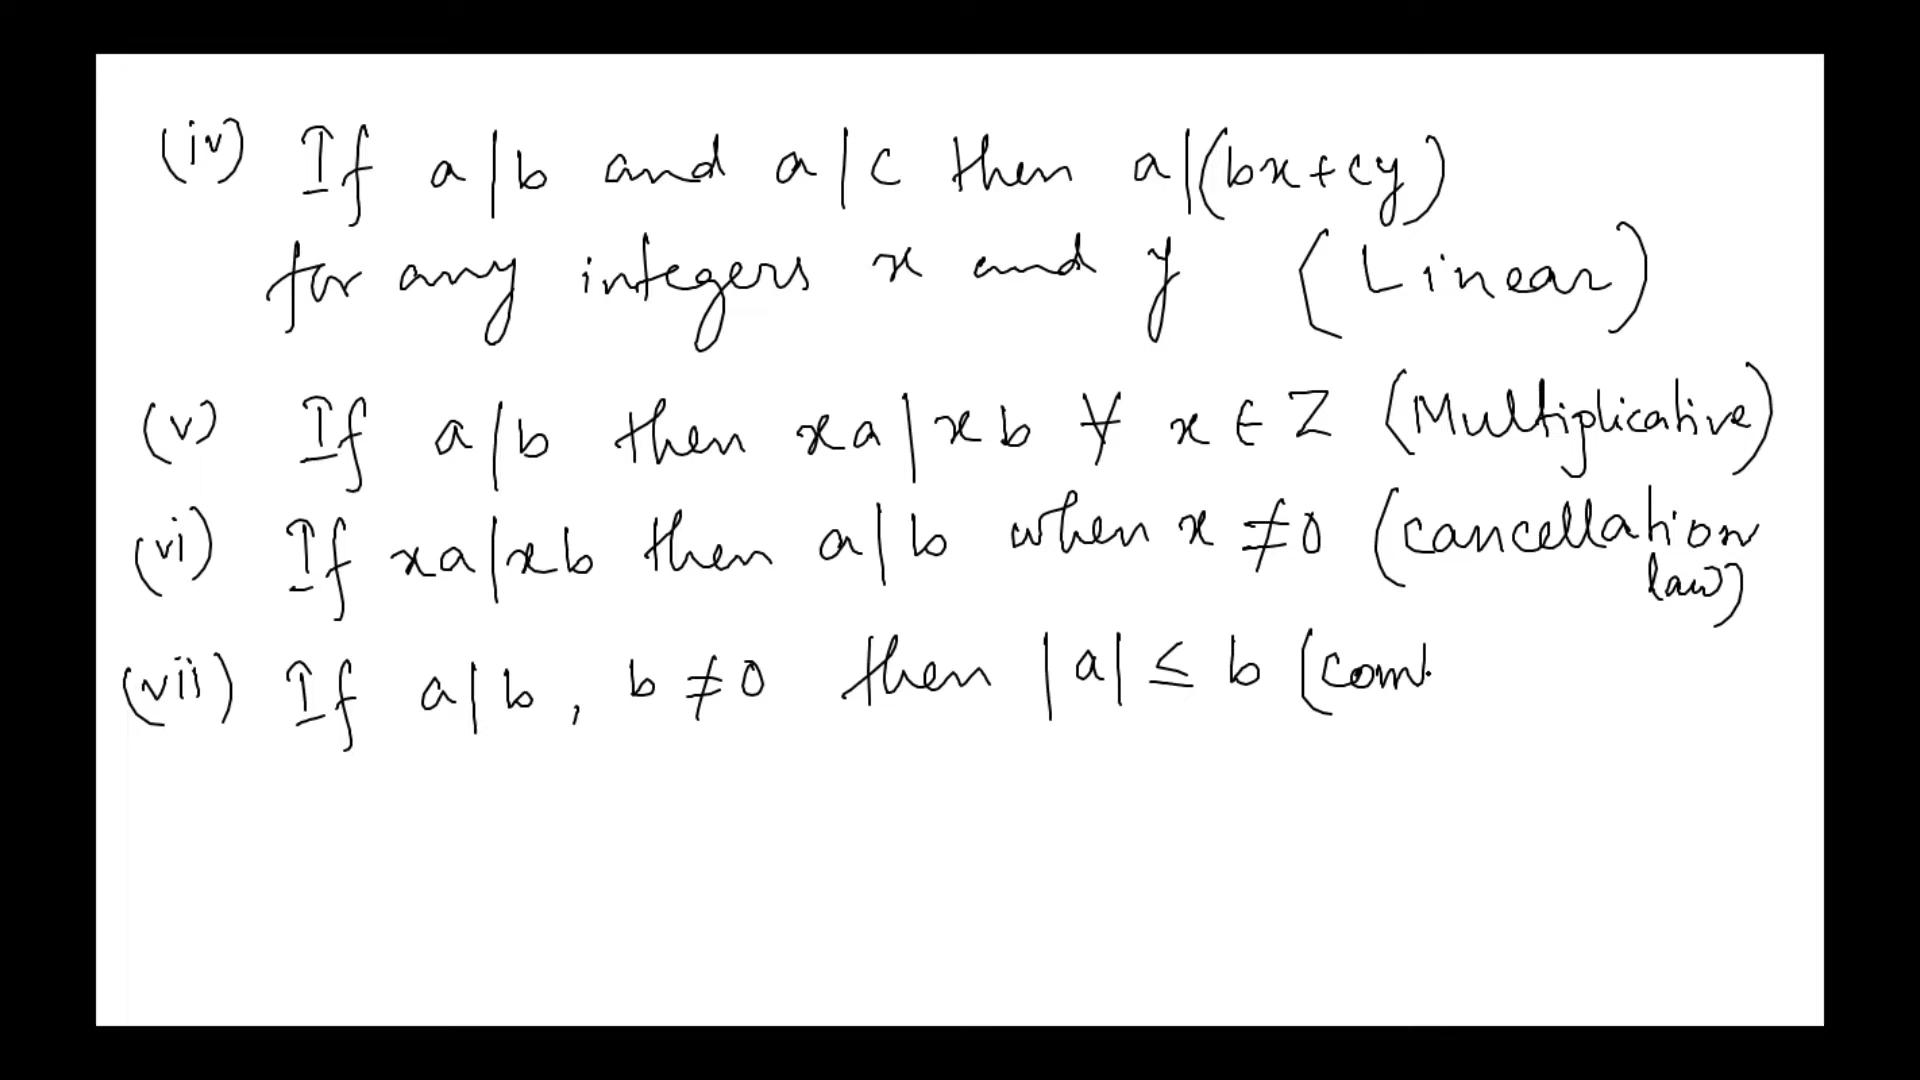 (iv) If a|b and a|c then a|(bx+cy)
for any integers x and y (Linear)
(v) If a|b then xa|xb ∀ x ∈ Z (Multiplicative)
(vi) If xa|xb then a|b when x ≠ 0 (cancellation
law)
(vii) If a|b, b ≠ 0 then |a| ≤ b (com